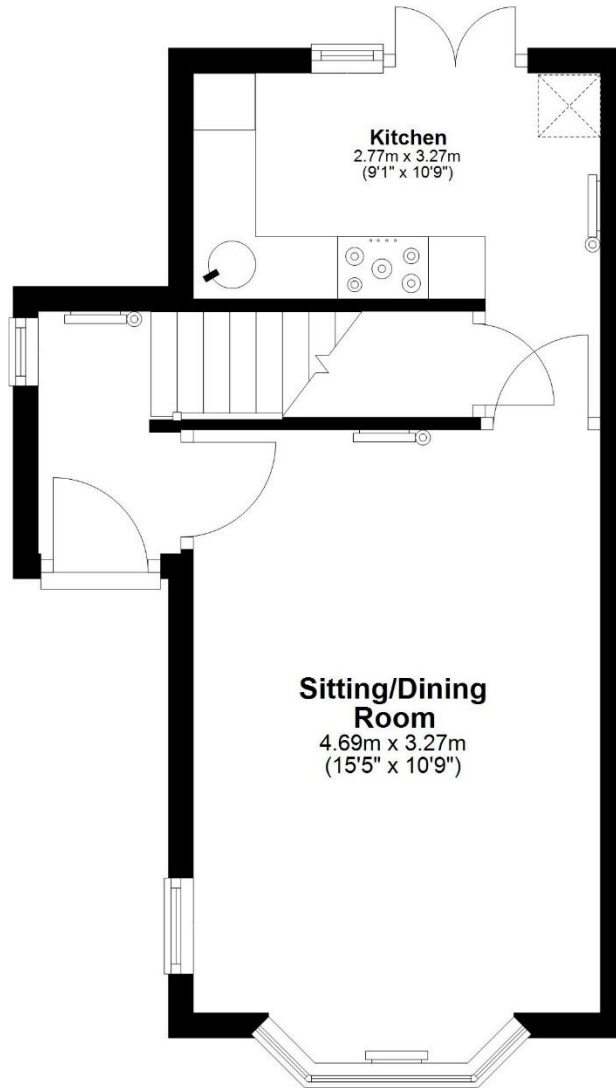 Kitchen
2.77m x 3.27m
(9'1" x 10'9")
Sitting/Dining
Room
4.69m x 3.27m
(15'5" x 10'9")